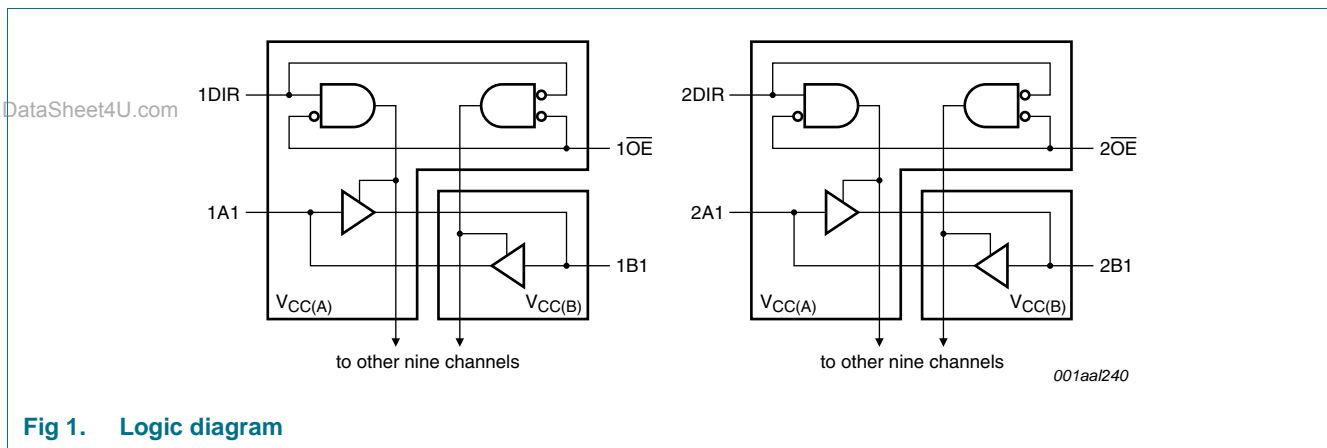 DataSheet4U.com
1DIR
1OE
1A1
1B1
VCC(A)
VCC(B)
to other nine channels
2DIR
2OE
2A1
2B1
VCC(A)
VCC(B)
to other nine channels
001aal240
Fig 1. Logic diagram